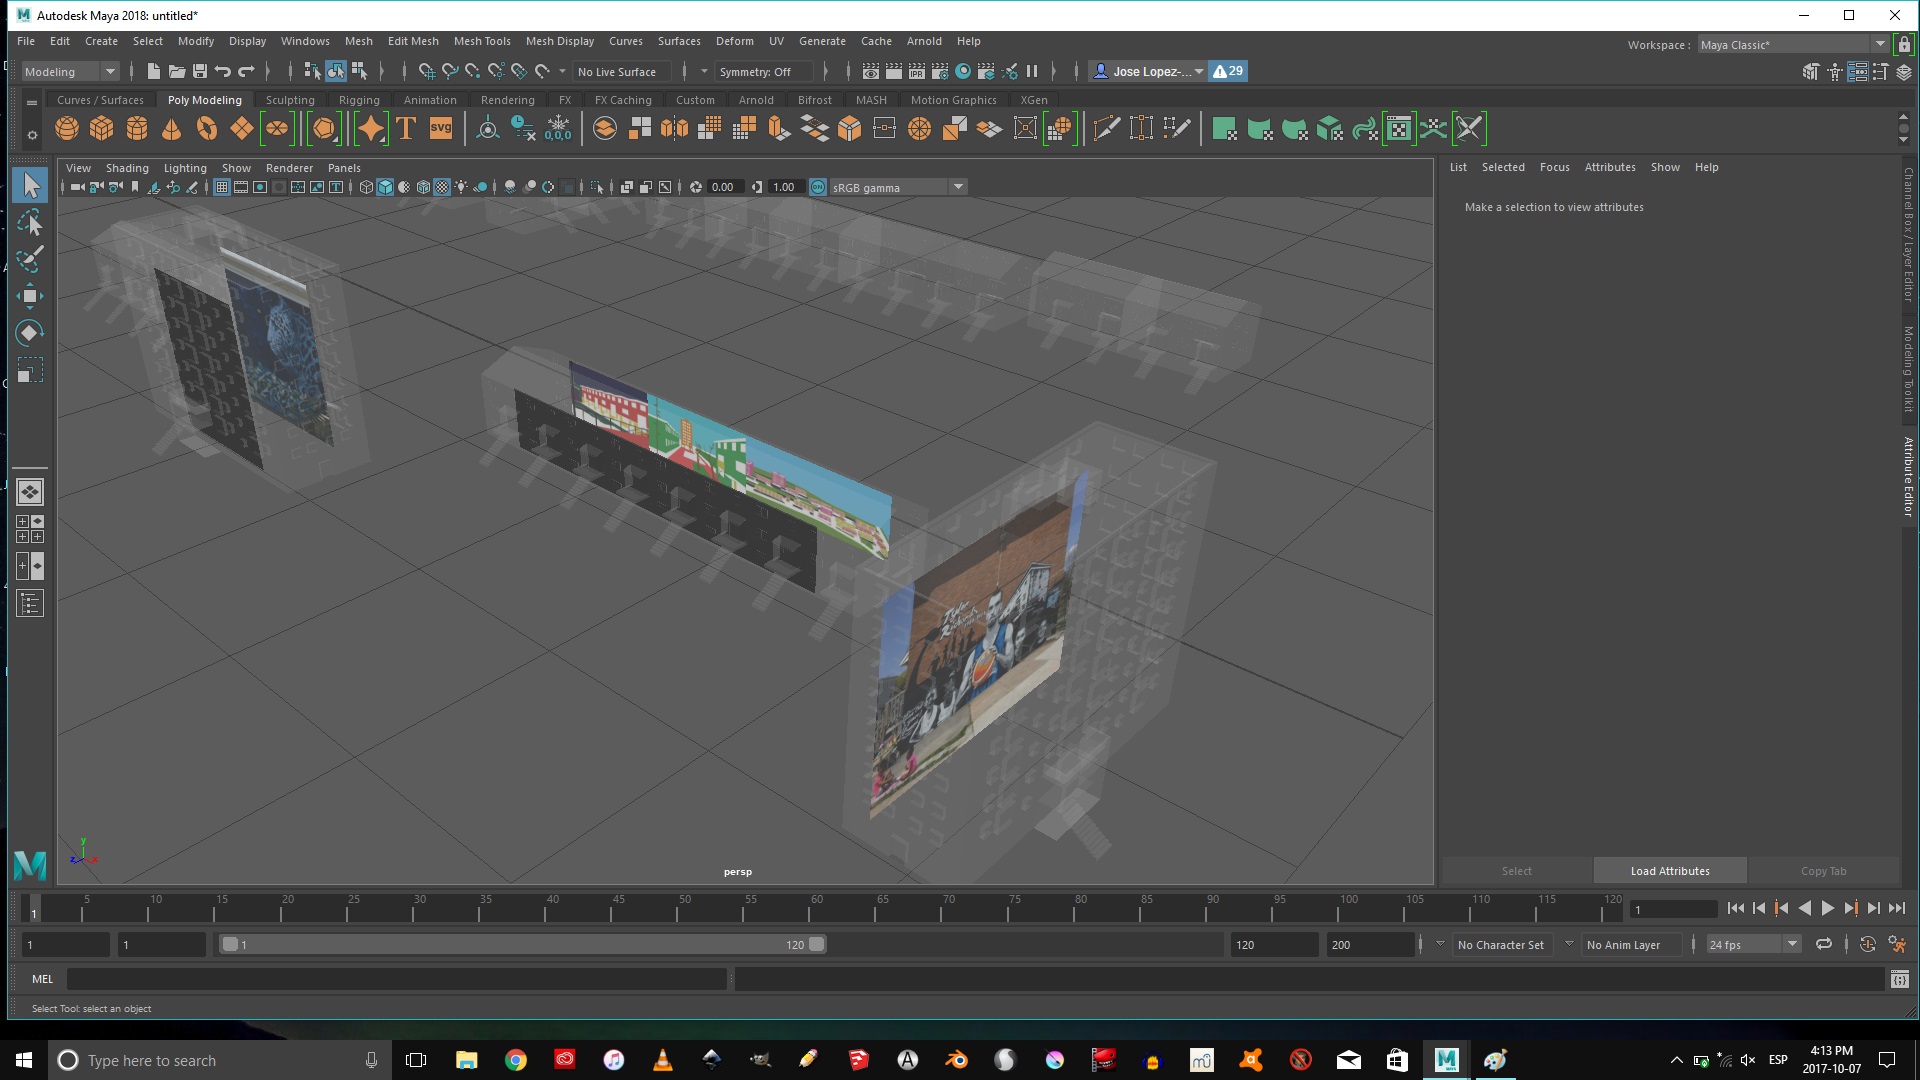 Autodesk Maya 2018: untitled*
File Edit Create Select Modify Display Windows Mesh Edit Mesh Mesh Tools Mesh Display Curves Surfaces Deform UV Generate Cache Arnold Help
Workspace : Maya Classic*
Modeling No Live Surface Symmetry: Off IPR Jose Lopez-... 29
Curves / Surfaces Poly Modeling Sculpting Rigging Animation Rendering FX FX Caching Custom Arnold Bifrost MASH Motion Graphics XGen
T SVG 0,0,0
View Shading Lighting Show Renderer Panels
0.00 1.00 ON sRGB gamma
List Selected Focus Attributes Show Help
Make a selection to view attributes
Channel Box / Layer Editor
Modeling Toolkit
Attribute Editor
Tyler
y
z x
persp
Select Load Attributes Copy Tab
1 5 10 15 20 25 30 35 40 45 50 55 60 65 70 75 80 85 90 95 100 105 110 115 120 1
1 1 1 120 120 200 No Character Set No Anim Layer 24 fps
MEL
Select Tool: select an object
Type here to search
ESP
4:13 PM
2017-10-07